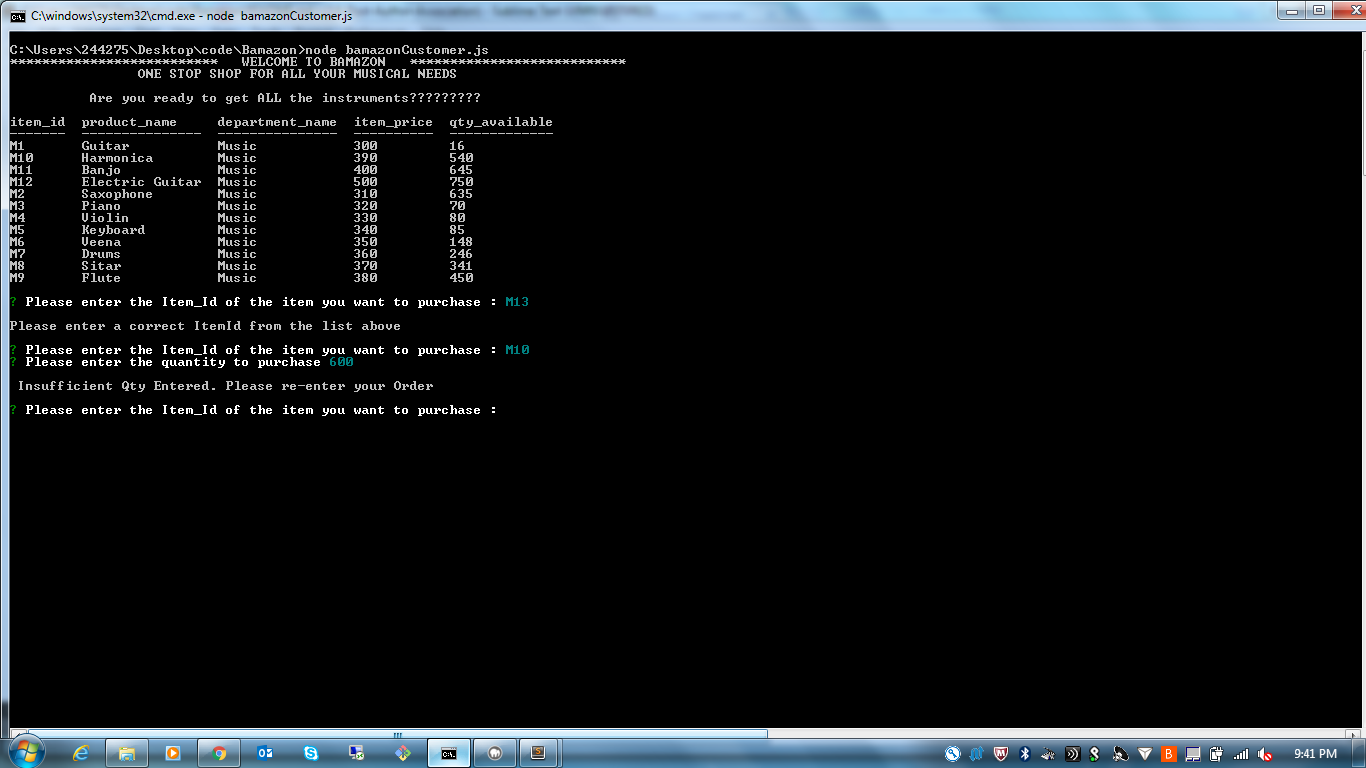 C:\windows\system32\cmd.exe - node  bamazonCustomer.js
C:\Users\244275\Desktop\code\Bamazon>node bamazonCustomer.js
**************************   WELCOME TO BAMAZON   ***************************
ONE STOP SHOP FOR ALL YOUR MUSICAL NEEDS
Are you ready to get ALL the instruments?????????
item_id  product_name     department_name  item_price  qty_available
-------  ---------------  ---------------  ----------  -------------
M1       Guitar           Music            300         16
M10      Harmonica        Music            390         540
M11      Banjo            Music            400         645
M12      Electric Guitar  Music            500         750
M2       Saxophone        Music            310         635
M3       Piano            Music            320         70
M4       Violin           Music            330         80
M5       Keyboard         Music            340         85
M6       Veena            Music            350         148
M7       Drums            Music            360         246
M8       Sitar            Music            370         341
M9       Flute            Music            380         450
? Please enter the Item_Id of the item you want to purchase : M13
Please enter a correct ItemId from the list above
? Please enter the Item_Id of the item you want to purchase : M10
? Please enter the quantity to purchase 600
Insufficient Qty Entered. Please re-enter your Order
? Please enter the Item_Id of the item you want to purchase :
9:41 PM